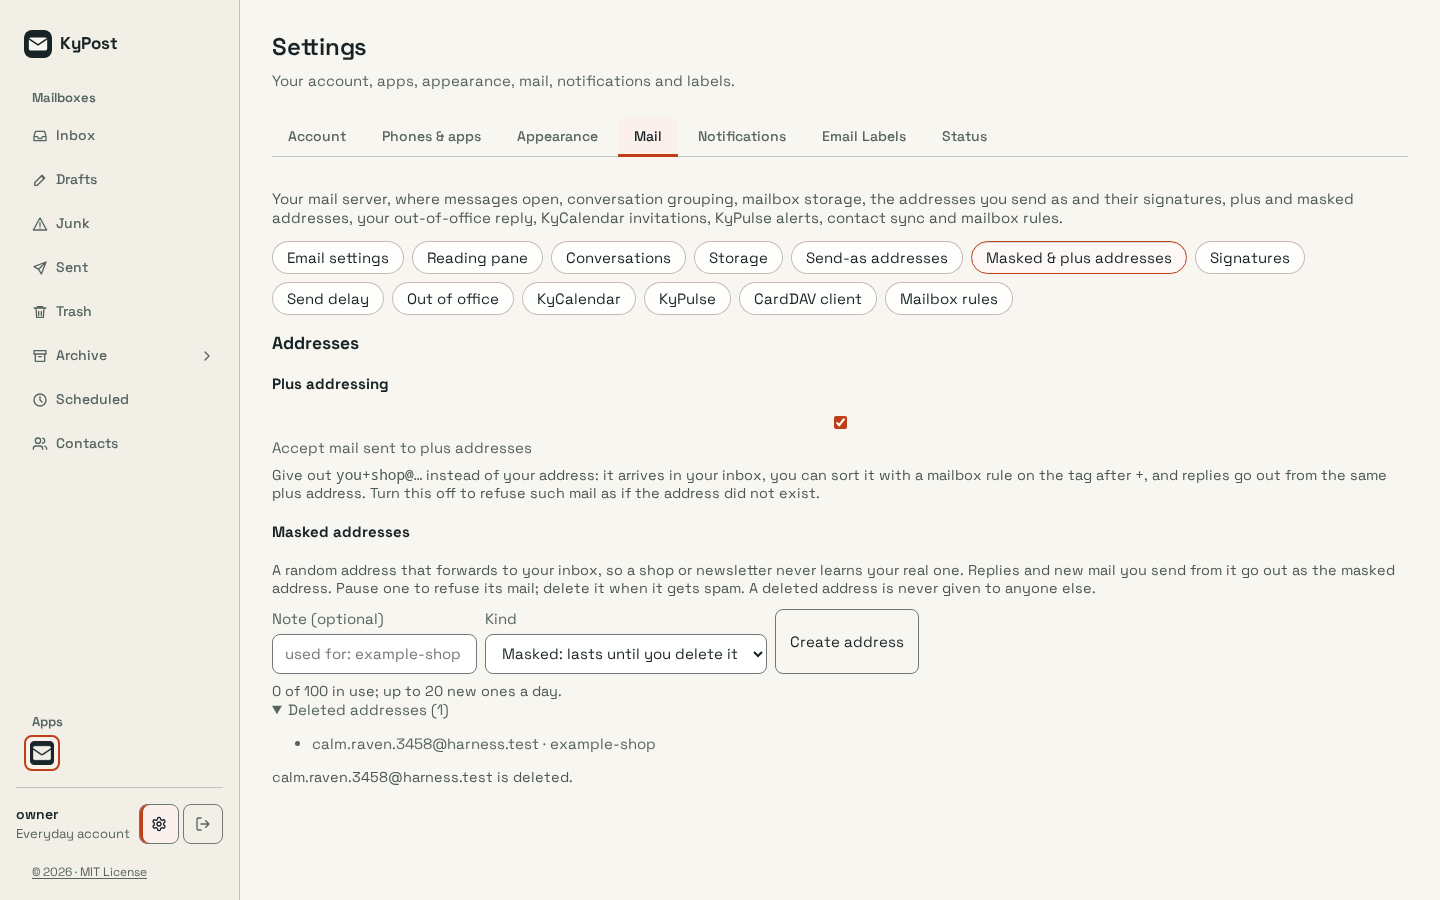 KyPost
Mailboxes
Inbox
Drafts
Junk
Sent
Trash
Archive
Scheduled
Contacts
Apps
owner
Everyday account
© 2026 · MIT License
Settings
Your account, apps, appearance, mail, notifications and labels.
Account Phones & apps Appearance Mail Notifications Email Labels Status
Your mail server, where messages open, conversation grouping, mailbox storage, the addresses you send as and their signatures, plus and masked
addresses, your out-of-office reply, KyCalendar invitations, KyPulse alerts, contact sync and mailbox rules.
Email settings Reading pane Conversations Storage Send-as addresses Masked & plus addresses Signatures
Send delay Out of office KyCalendar KyPulse CardDAV client Mailbox rules
Addresses
Plus addressing
Accept mail sent to plus addresses
Give out you+shop@… instead of your address: it arrives in your inbox, you can sort it with a mailbox rule on the tag after +, and replies go out from the same
plus address. Turn this off to refuse such mail as if the address did not exist.
Masked addresses
A random address that forwards to your inbox, so a shop or newsletter never learns your real one. Replies and new mail you send from it go out as the masked
address. Pause one to refuse its mail; delete it when it gets spam. A deleted address is never given to anyone else.
Note (optional) Kind
used for: example-shop Masked: lasts until you delete it Create address
0 of 100 in use; up to 20 new ones a day.
Deleted addresses (1)
calm.raven.3458@harness.test · example-shop
calm.raven.3458@harness.test is deleted.